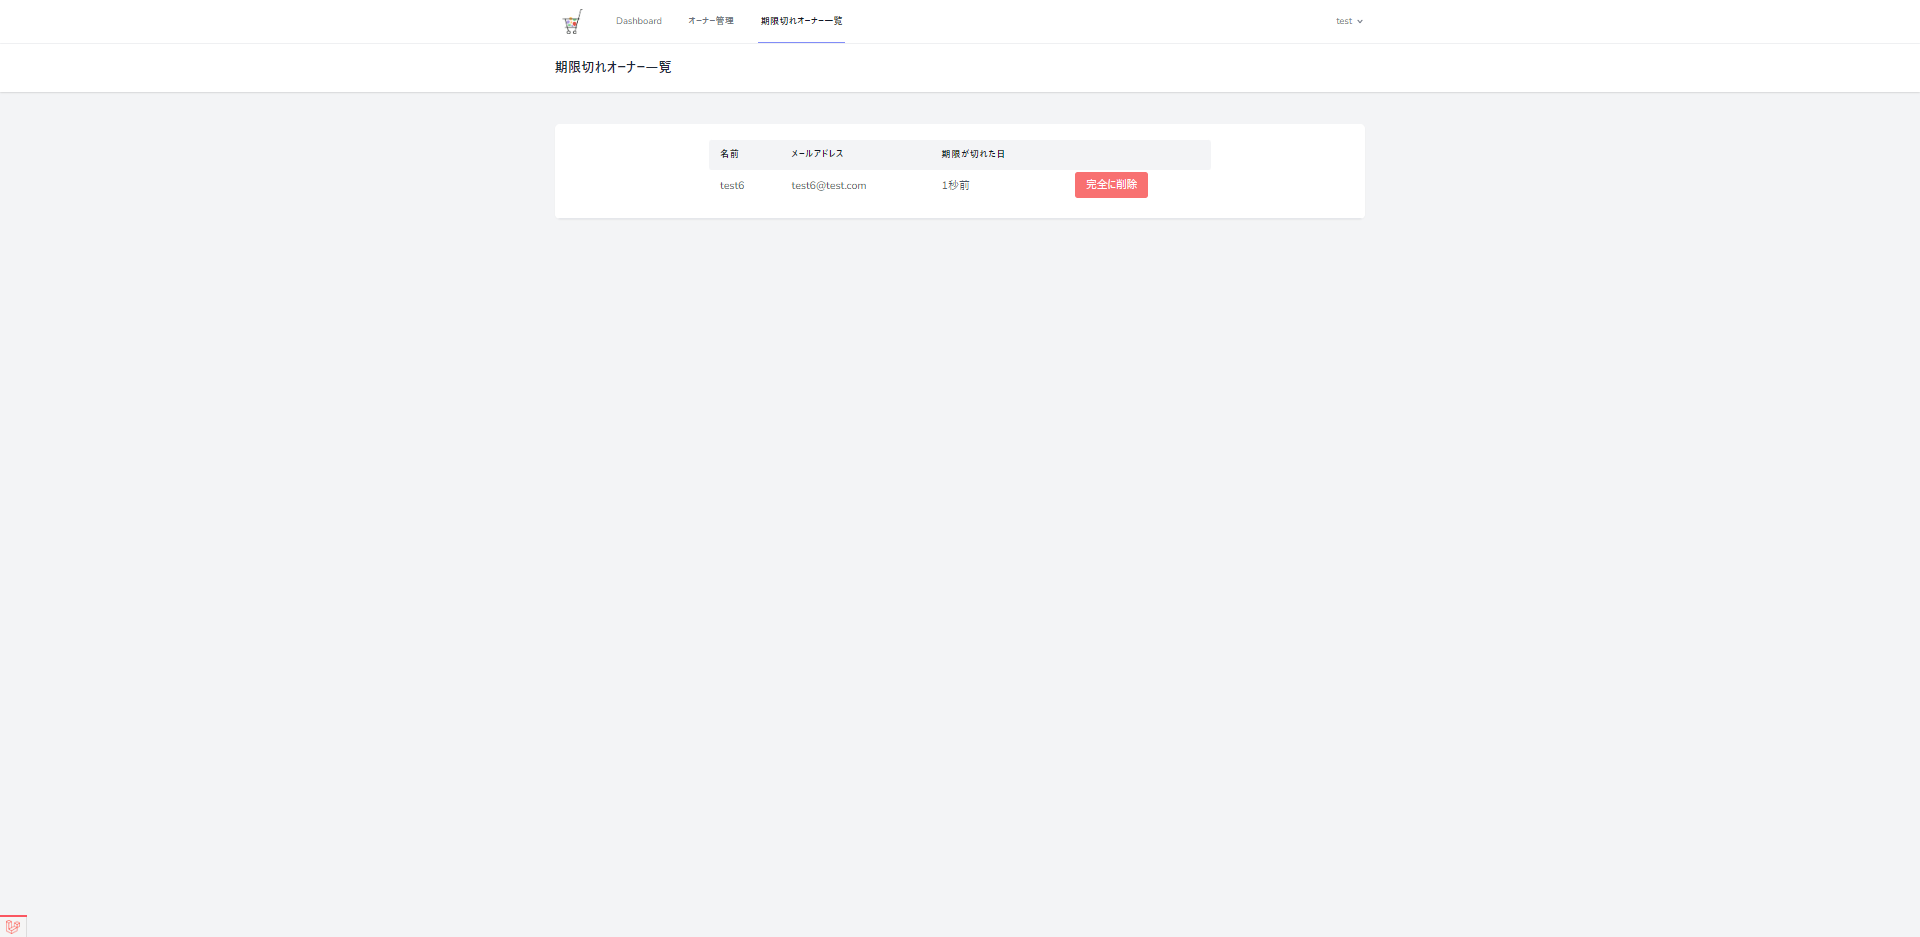 Dashboard オーナー管理 期限切れオーナー一覧 test
期限切れオーナー一覧
名前 メールアドレス 期限が切れた日
test6 test6@test.com 1秒前 完全に削除